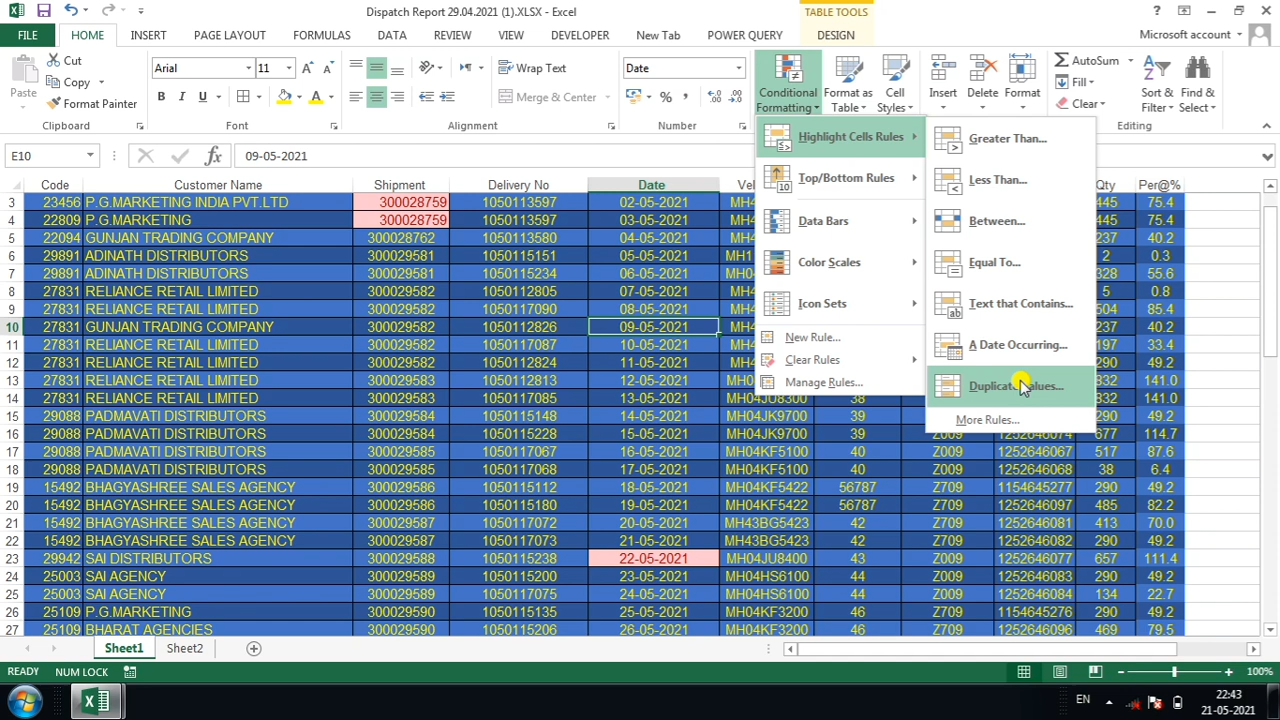 Dispatch Report 29.04.2021 (1).XLSX - Excel
TABLE TOOLS
FILE HOME INSERT PAGE LAYOUT FORMULAS DATA REVIEW VIEW DEVELOPER New Tab POWER QUERY DESIGN Microsoft account
Paste
Cut
Copy
Format Painter
Clipboard
Arial 11
B I U
Font
Wrap Text
Merge & Center
Alignment
Date
Number
Conditional Formatting
Format as Table
Cell Styles
Insert
Delete
Format
AutoSum
Fill
Clear
Sort & Filter
Find & Select
Editing
E10 fx 09-05-2021
Highlight Cells Rules
Top/Bottom Rules
Data Bars
Color Scales
Icon Sets
New Rule...
Clear Rules
Manage Rules...
Greater Than...
Less Than...
Between...
Equal To...
Text that Contains...
A Date Occurring...
More Rules...
Code Customer Name Shipment Delivery No Date Qty Per@%
3 23456 P.G.MARKETING INDIA PVT.LTD 300028759 1050113597 02-05-2021 445 75.4
4 22809 P.G.MARKETING 300028759 1050113597 03-05-2021 445 75.4
5 22094 GUNJAN TRADING COMPANY 300028762 1050113580 04-05-2021 237 40.2
6 29891 ADINATH DISTRIBUTORS 300029581 1050115151 05-05-2021 2 0.3
7 29891 ADINATH DISTRIBUTORS 300029581 1050115234 06-05-2021 328 55.6
8 27831 RELIANCE RETAIL LIMITED 300029582 1050112835 07-05-2021 5 0.8
9 27831 RELIANCE RETAIL LIMITED 300029582 1050117090 08-05-2021 504 85.4
10 27831 GUNJAN TRADING COMPANY 300029582 1050112826 09-05-2021 237 40.2
11 27831 RELIANCE RETAIL LIMITED 300029582 1050117087 10-05-2021 197 33.4
12 27831 RELIANCE RETAIL LIMITED 300029582 1050112824 11-05-2021 290 49.2
13 27831 RELIANCE RETAIL LIMITED 300029583 1050117080 12-05-2021 832 141.0
14 27831 RELIANCE RETAIL LIMITED 300029583 1050117085 13-05-2021 MH04JU8300 38 832 141.0
15 29088 PADMAVATI DISTRIBUTORS 300029584 1050115148 14-05-2021 MH04JK9700 39 290 49.2
16 29088 PADMAVATI DISTRIBUTORS 300029584 1050115228 15-05-2021 MH04JK9700 39 Z009 1252646074 677 114.7
17 29088 PADMAVATI DISTRIBUTORS 300029585 1050117067 16-05-2021 MH04KF5100 40 Z009 1252646067 517 87.6
18 29088 PADMAVATI DISTRIBUTORS 300029585 1050117068 17-05-2021 MH04KF5100 40 Z009 1252646068 38 6.4
19 15492 BHAGYASHREE SALES AGENCY 300029586 1050115112 18-05-2021 MH04KF5422 56787 Z709 1154645277 290 49.2
20 15492 BHAGYASHREE SALES AGENCY 300029586 1050115180 19-05-2021 MH04KF5422 56787 Z009 1252646097 485 82.2
21 15492 BHAGYASHREE SALES AGENCY 300029587 1050117072 20-05-2021 MH43BG5423 42 Z009 1252646081 413 70.0
22 15492 BHAGYASHREE SALES AGENCY 300029587 1050117073 21-05-2021 MH43BG5423 42 Z009 1252646082 290 49.2
23 29942 SAI DISTRIBUTORS 300029588 1050115238 22-05-2021 MH04JU8400 43 Z009 1252646077 657 111.4
24 25003 SAI AGENCY 300029589 1050115200 23-05-2021 MH04HS6100 44 Z009 1252646083 290 49.2
25 25003 SAI AGENCY 300029589 1050117075 24-05-2021 MH04HS6100 44 Z009 1252646084 134 22.7
26 25109 P.G.MARKETING 300029590 1050115135 25-05-2021 MH04KF3200 46 Z709 1154645276 290 49.2
27 25109 BHARAT AGENCIES 300029590 1050115206 26-05-2021 MH04KF3200 46 Z009 1252646096 469 79.5
Sheet1 Sheet2
READY NUM LOCK 100%
EN 22:43
21-05-2021